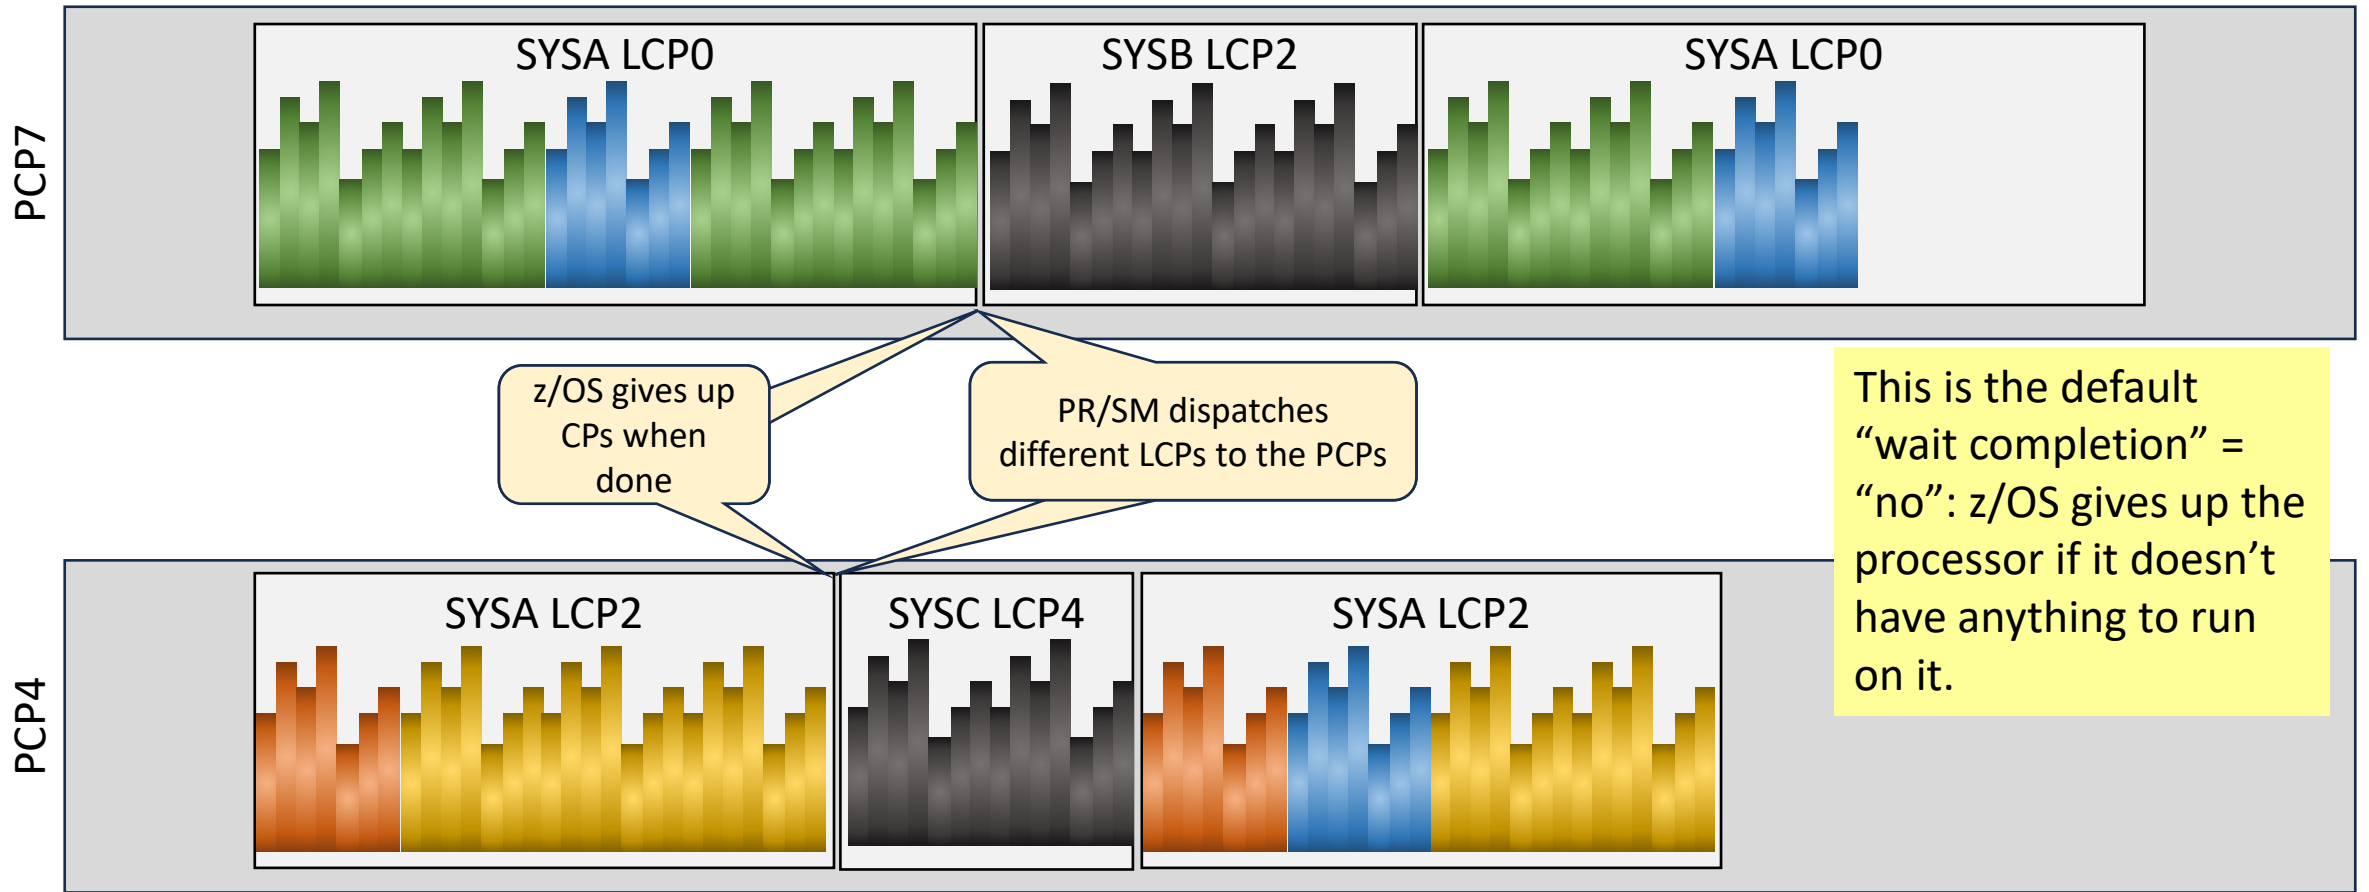 PCP7
SYSA LCP0
SYSB LCP2
SYSA LCP0
z/OS gives up
CPs when
done
PR/SM dispatches
different LCPs to the PCPs
This is the default
“wait completion” =
“no”: z/OS gives up the
processor if it doesn’t
have anything to run
on it.
PCP4
SYSA LCP2
SYSC LCP4
SYSA LCP2